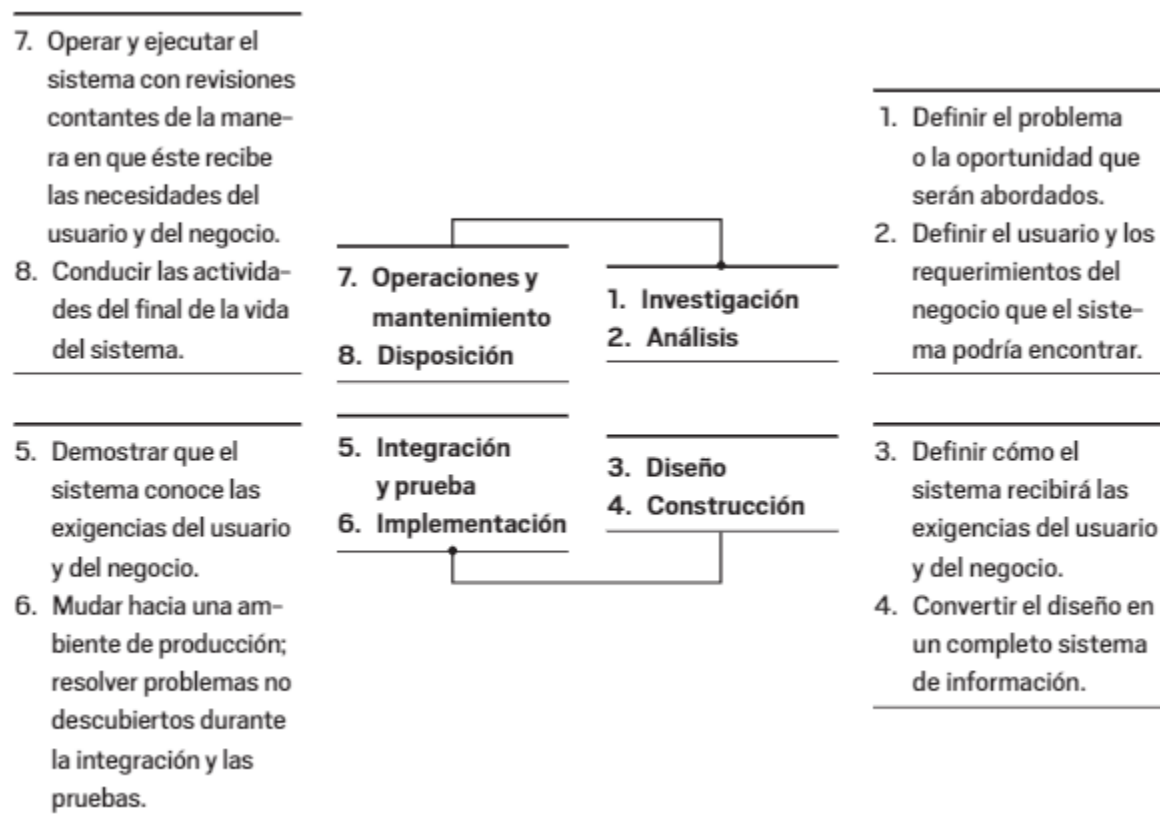 7. Operar y ejecutar el
sistema con revisiones
contantes de la mane-
ra en que éste recibe
las necesidades del
usuario y del negocio.
8. Conducir las activida-
des del final de la vida
del sistema.
7. Operaciones y
mantenimiento
8. Disposición
1. Investigación
2. Análisis
1. Definir el problema
o la oportunidad que
serán abordados.
2. Definir el usuario y los
requerimientos del
negocio que el siste-
ma podría encontrar.
5. Demostrar que el
sistema conoce las
exigencias del usuario
y del negocio.
6. Mudar hacia una am-
biente de producción;
resolver problemas no
descubiertos durante
la integración y las
pruebas.
5. Integración
y prueba
6. Implementación
3. Diseño
4. Construcción
3. Definir cómo el
sistema recibirá las
exigencias del usuario
y del negocio.
4. Convertir el diseño en
un completo sistema
de información.